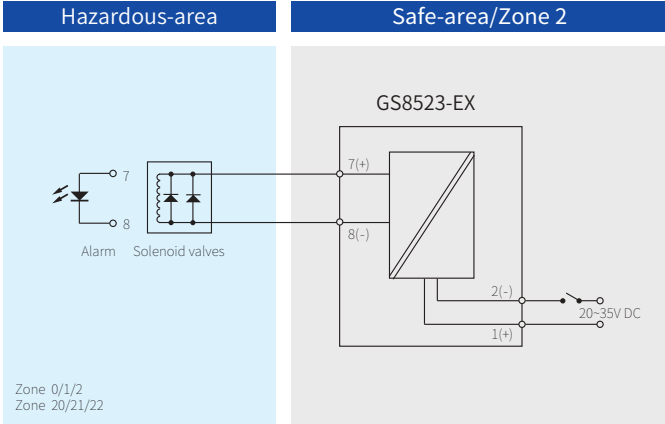 Hazardous-area
Safe-area/Zone 2
GS8523-EX
7(+)
7
8
8(-)
Alarm
Solenoid valves
2(-)
20~35V DC
1(+)
Zone 0/1/2
Zone 20/21/22